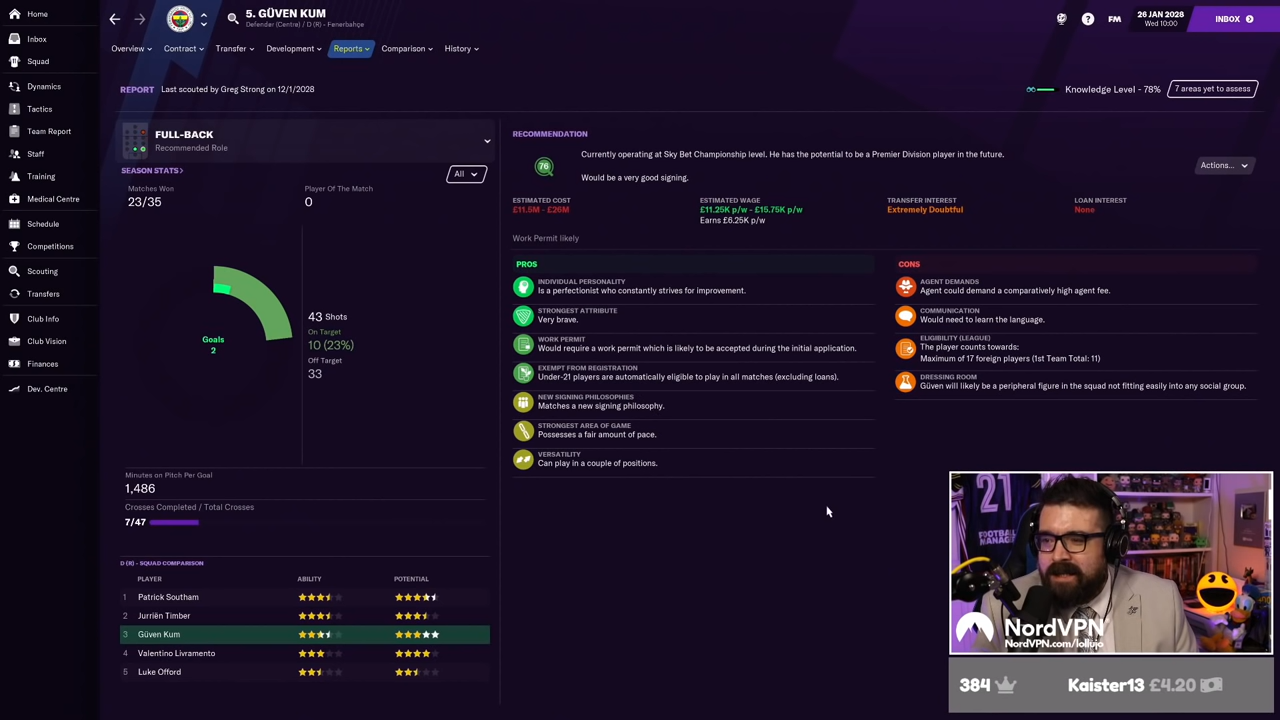 Home
Inbox
Squad
Dynamics
Tactics
Team Report
Staff
Training
Medical Centre
Schedule
Competitions
Scouting
Transfers
Club Info
Club Vision
Finances
Dev. Centre
5. GÜVEN KUM
Defender (Centre) / D (R) - Fenerbahçe
FM
26 JAN 2028
Wed 10:00
INBOX
Overview
Contract
Transfer
Development
Reports
Comparison
History
REPORT
Last scouted by Greg Strong on 12/1/2028
Knowledge Level - 78%
7 areas yet to assess
FULL-BACK
Recommended Role
SEASON STATS>
All
Matches Won
23/35
Player Of The Match
0
Goals
2
43 Shots
On Target
10 (23%)
Off Target
33
Minutes on Pitch Per Goal
1,486
Crosses Completed / Total Crosses
7/47
D (R) - SQUAD COMPARISON
PLAYER ABILITY POTENTIAL
1 Patrick Southam
2 Jurriën Timber
3 Güven Kum
4 Valentino Livramento
5 Luke Offord
RECOMMENDATION
76
Currently operating at Sky Bet Championship level. He has the potential to be a Premier Division player in the future.
Would be a very good signing.
Actions...
ESTIMATED COST
£11.5M - £26M
ESTIMATED WAGE
£11.25K p/w - £15.75K p/w
Earns £6.25K p/w
TRANSFER INTEREST
Extremely Doubtful
LOAN INTEREST
None
Work Permit likely
PROS
INDIVIDUAL PERSONALITY
Is a perfectionist who constantly strives for improvement.
STRONGEST ATTRIBUTE
Very brave.
WORK PERMIT
Would require a work permit which is likely to be accepted during the initial application.
EXEMPT FROM REGISTRATION
Under-21 players are automatically eligible to play in all matches (excluding loans).
NEW SIGNING PHILOSOPHIES
Matches a new signing philosophy.
STRONGEST AREA OF GAME
Possesses a fair amount of pace.
VERSATILITY
Can play in a couple of positions.
CONS
AGENT DEMANDS
Agent could demand a comparatively high agent fee.
COMMUNICATION
Would need to learn the language.
ELIGIBILITY (LEAGUE)
The player counts towards:
Maximum of 17 foreign players (1st Team Total: 11)
DRESSING ROOM
Güven will likely be a peripheral figure in the squad not fitting easily into any social group.
21
FOOTBALL
MANAGER
NordVPN
NordVPN.com/lollujo
384
Kaister13 £4.20